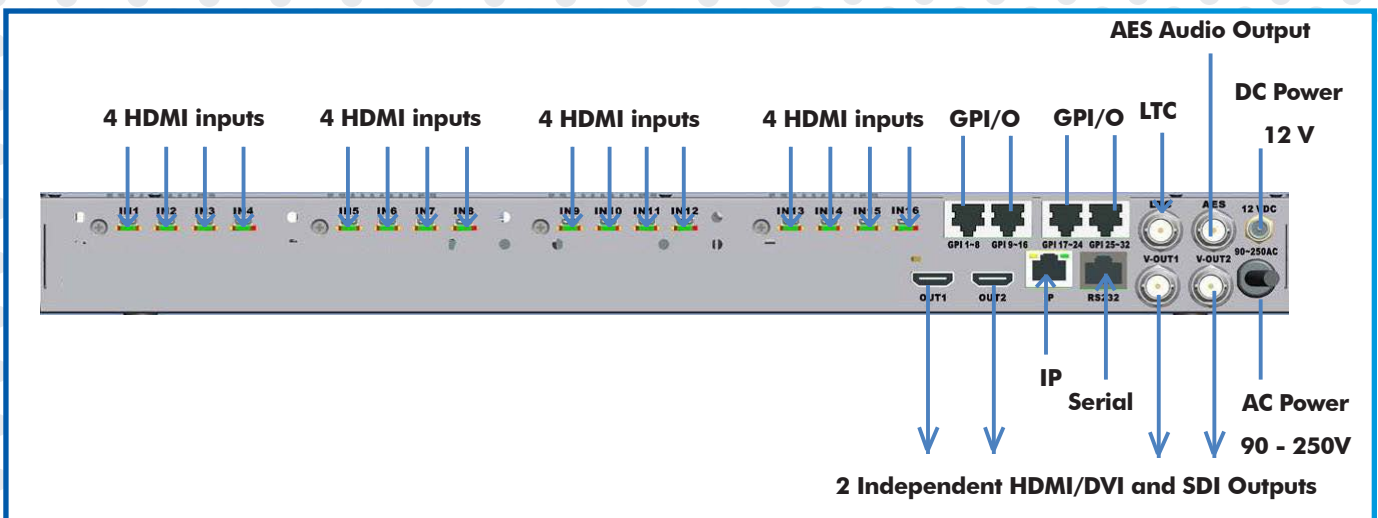 AES Audio Output
DC Power
12 V
4 HDMI inputs
4 HDMI inputs
4 HDMI inputs
4 HDMI inputs
GPI/O
GPI/O
LTC
IN1 IN2 IN3 IN4
IN5 IN6 IN7 IN8
IN9 IN10 IN11 IN12
IN13 IN14 IN15 IN16
LTC
AES
12 VDC
GPI 1~8
GPI 9~16
GPI 17~24
GPI 25~32
V-OUT1
V-OUT2
90~250AC
OUT1
OUT2
IP
RS232
IP
Serial
AC Power
90 - 250V
2 Independent HDMI/DVI and SDI Outputs